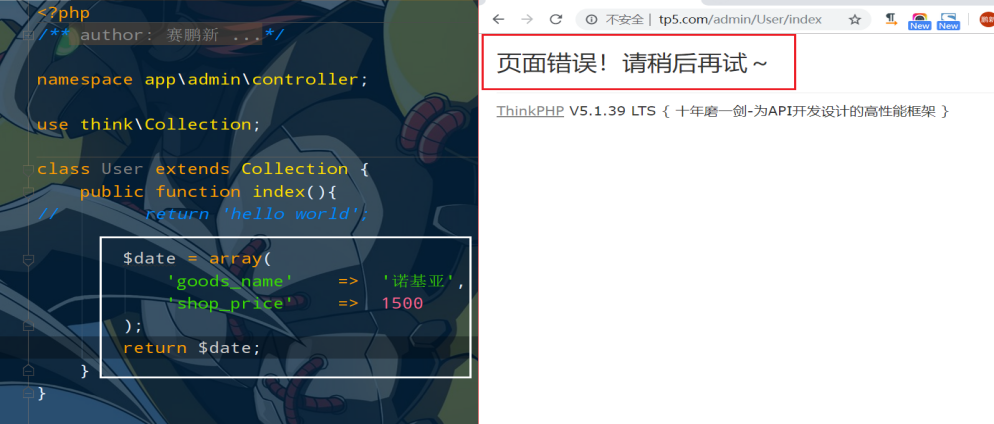 <?php
/** author: 赛鹏新 ...*/
namespace app\admin\controller;
use think\Collection;
class User extends Collection {
public function index(){
// return 'hello world';
$date = array(
'goods_name' => '诺基亚',
'shop_price' => 1500
);
return $date;
}
}
不安全 | tp5.com/admin/User/index
New New
页面错误！请稍后再试～
ThinkPHP V5.1.39 LTS { 十年磨一剑-为API开发设计的高性能框架 }